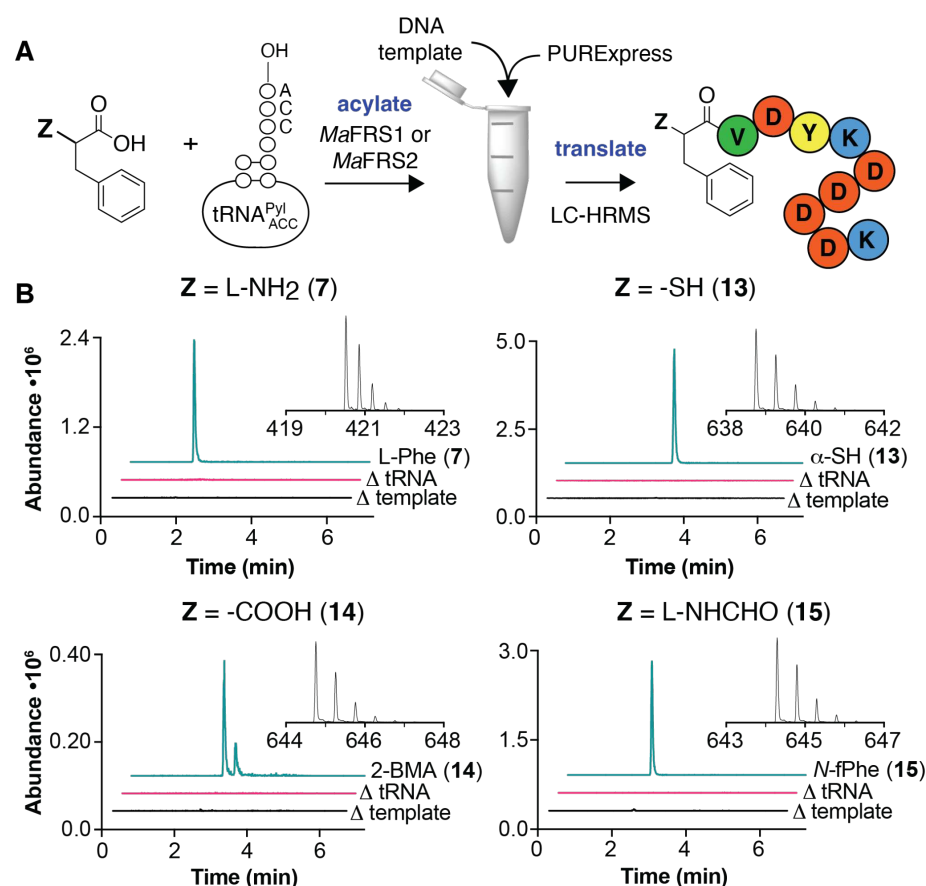 A
Z
O
OH
+
OH
A
C
C
tRNA Pyl ACC
acylate
MaFRS1 or
MaFRS2
DNA
template
PURExpress
translate
LC-HRMS
Z
O
V
D
Y
K
D
D
D
D
K
B
Z = L-NH2 (7)
Abundance •10⁶
2.4
1.2
0.0
419 421 423
L-Phe (7)
Δ tRNA
Δ template
0 2 4 6
Time (min)
Z = -SH (13)
5.0
2.5
0.0
638 640 642
α-SH (13)
Δ tRNA
Δ template
0 2 4 6
Time (min)
Z = -COOH (14)
Abundance •10⁶
0.40
0.20
0.0
644 646 648
2-BMA (14)
Δ tRNA
Δ template
0 2 4 6
Time (min)
Z = L-NHCHO (15)
3.0
1.5
0.0
643 645 647
N-fPhe (15)
Δ tRNA
Δ template
0 2 4 6
Time (min)